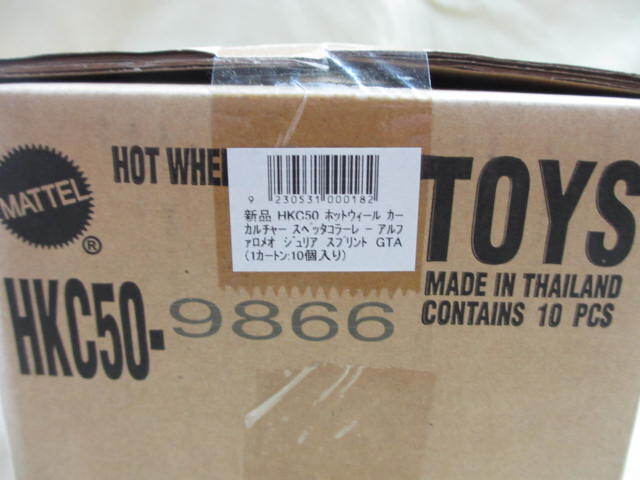 MATTEL
®
HOT WHE
TOYS
9 230531 000182
新品 HKC50 ホットウィール カー
カルチャー スペッタコラーレ - アルフ
ァロメオ ジュリア スプリント GTA
(1カートン:10個入り)
MADE IN THAILAND
CONTAINS 10 PCS
HKC50-9866